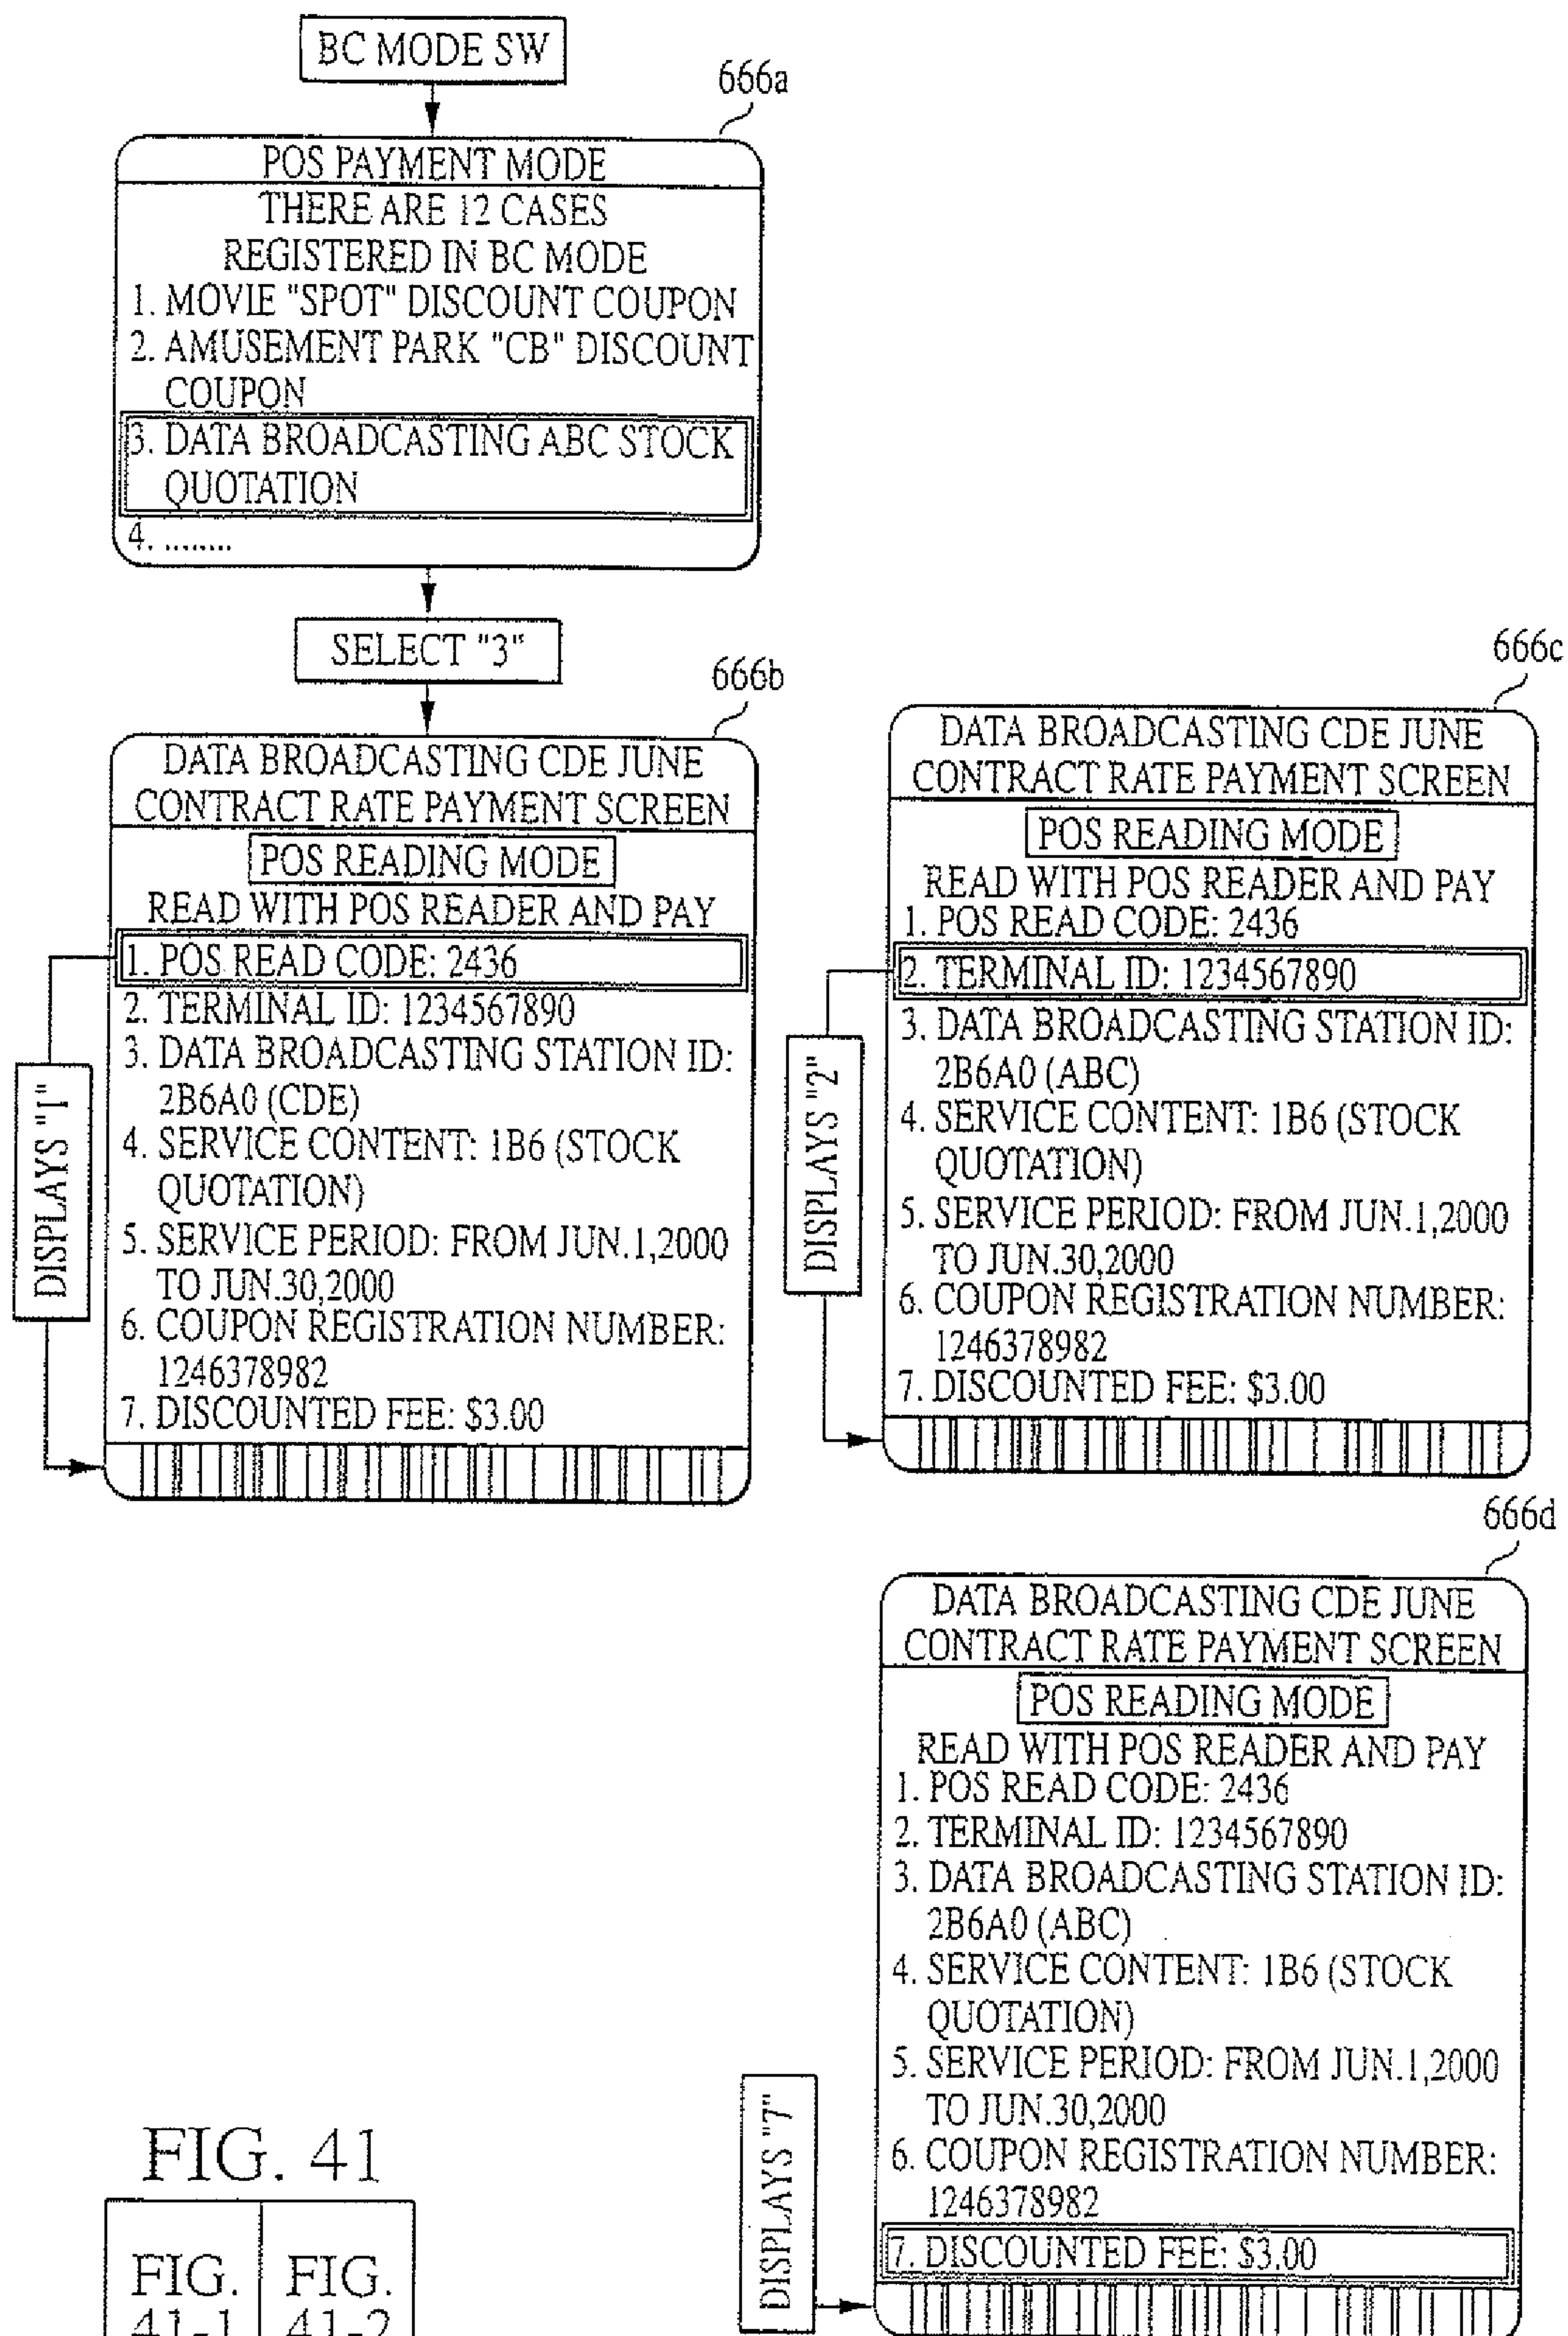 BC MODE SW
666a
POS PAYMENT MODE
THERE ARE 12 CASES
REGISTERED IN BC MODE
1. MOVIE "SPOT" DISCOUNT COUPON
2. AMUSEMENT PARK "CB" DISCOUNT
COUPON
3. DATA BROADCASTING ABC STOCK
QUOTATION
4. ........
SELECT "3"
666b
DATA BROADCASTING CDE JUNE
CONTRACT RATE PAYMENT SCREEN
POS READING MODE
READ WITH POS READER AND PAY
1. POS READ CODE: 2436
2. TERMINAL ID: 1234567890
3. DATA BROADCASTING STATION ID:
2B6A0 (CDE)
4. SERVICE CONTENT: 1B6 (STOCK
QUOTATION)
5. SERVICE PERIOD: FROM JUN.1,2000
TO JUN.30,2000
6. COUPON REGISTRATION NUMBER:
1246378982
7. DISCOUNTED FEE: $3.00
DISPLAYS "1"
666c
DATA BROADCASTING CDE JUNE
CONTRACT RATE PAYMENT SCREEN
POS READING MODE
READ WITH POS READER AND PAY
1. POS READ CODE: 2436
2. TERMINAL ID: 1234567890
3. DATA BROADCASTING STATION ID:
2B6A0 (ABC)
4. SERVICE CONTENT: 1B6 (STOCK
QUOTATION)
5. SERVICE PERIOD: FROM JUN.1,2000
TO JUN.30,2000
6. COUPON REGISTRATION NUMBER:
1246378982
7. DISCOUNTED FEE: $3.00
DISPLAYS "2"
666d
DATA BROADCASTING CDE JUNE
CONTRACT RATE PAYMENT SCREEN
POS READING MODE
READ WITH POS READER AND PAY
1. POS READ CODE: 2436
2. TERMINAL ID: 1234567890
3. DATA BROADCASTING STATION ID:
2B6A0 (ABC)
4. SERVICE CONTENT: 1B6 (STOCK
QUOTATION)
5. SERVICE PERIOD: FROM JUN.1,2000
TO JUN.30,2000
6. COUPON REGISTRATION NUMBER:
1246378982
7. DISCOUNTED FEE: $3.00
DISPLAYS "7"
FIG. 41
FIG.
41-1
FIG.
41-2